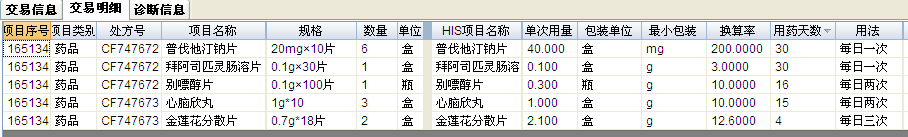 交易信息 交易明细 诊断信息
项目序号 项目类别 处方号 项目名称 规格 数量 单位 HIS项目名称 单次用量 包装单位 最小包装 换算率 用药天数 用法
165134 药品 CF747672 普伐他汀钠片 20mg×10片 6 盒 普伐他汀钠片 40.000 盒 mg 200.0000 30 每日一次
165134 药品 CF747672 拜阿司匹灵肠溶片 0.1g×30片 1 盒 拜阿司匹灵肠溶 0.100 盒 g 3.0000 30 每日一次
165134 药品 CF747672 别嘌醇片 0.1g×100片 1 瓶 别嘌醇片 0.300 瓶 g 10.0000 16 每日两次
165134 药品 CF747673 心脑欣丸 1g*10 3 盒 心脑欣丸 1.000 盒 g 10.0000 15 每日两次
165134 药品 CF747673 金莲花分散片 0.7g*18片 2 盒 金莲花分散片 2.100 盒 g 12.6000 4 每日三次